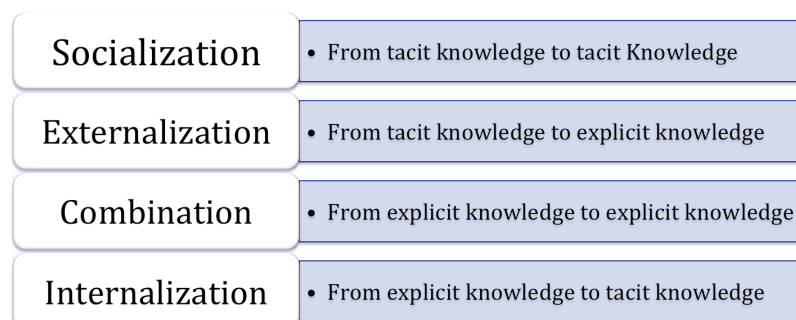 Socialization
• From tacit knowledge to tacit Knowledge
Externalization
• From tacit knowledge to explicit knowledge
Combination
• From explicit knowledge to explicit knowledge
Internalization
• From explicit knowledge to tacit knowledge